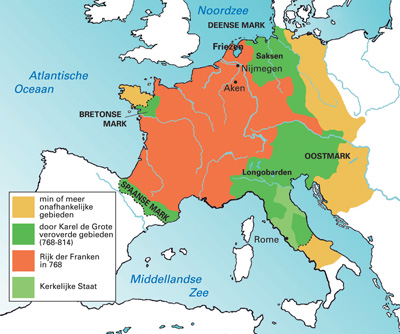 Noordzee
DEENSE MARK
Friezen
Saksen
Nijmegen
Aken
Atlantische
Oceaan
BRETONSE
MARK
OOSTMARK
Longobarden
SPAANSE MARK
Rome
Middellandse
Zee
min of meer
onafhankelijke
gebieden
door Karel de Grote
veroverde gebieden
(768-814)
Rijk der Franken
in 768
Kerkelijke Staat